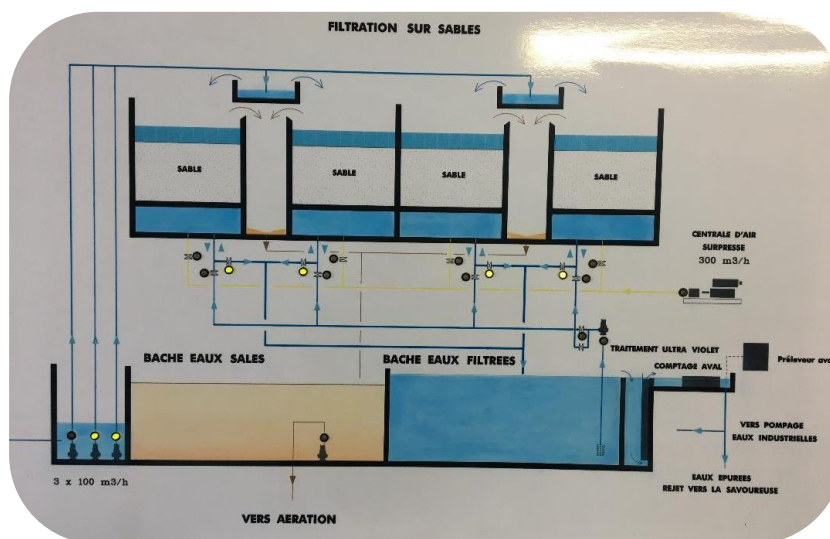 FILTRATION SUR SABLES
SABLE
SABLE
SABLE
SABLE
CENTRALE D'AIR
SURPRESSE
300 m3/h
BACHE EAUX SALES
BACHE EAUX FILTREES
TRAITEMENT ULTRA VIOLET
COMPTAGE AVAL
Préleveur ava
VERS POMPAGE
EAUX INDUSTRIELLES
3 x 100 m3/h
EAUX EPUREES
REJET VERS LA SAVOUREUSE
VERS AERATION